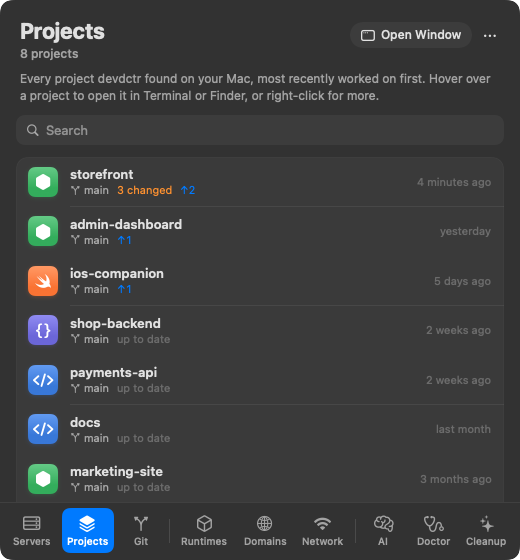 Projects
8 projects
Open Window
Every project devdctr found on your Mac, most recently worked on first. Hover over
a project to open it in Terminal or Finder, or right-click for more.
Search
storefront
main 3 changed ↑2
4 minutes ago
admin-dashboard
main ↑1
yesterday
ios-companion
main ↑1
5 days ago
shop-backend
main up to date
2 weeks ago
payments-api
main up to date
2 weeks ago
docs
main up to date
last month
marketing-site
main up to date
3 months ago
Servers Projects Git Runtimes Domains Network AI Doctor Cleanup